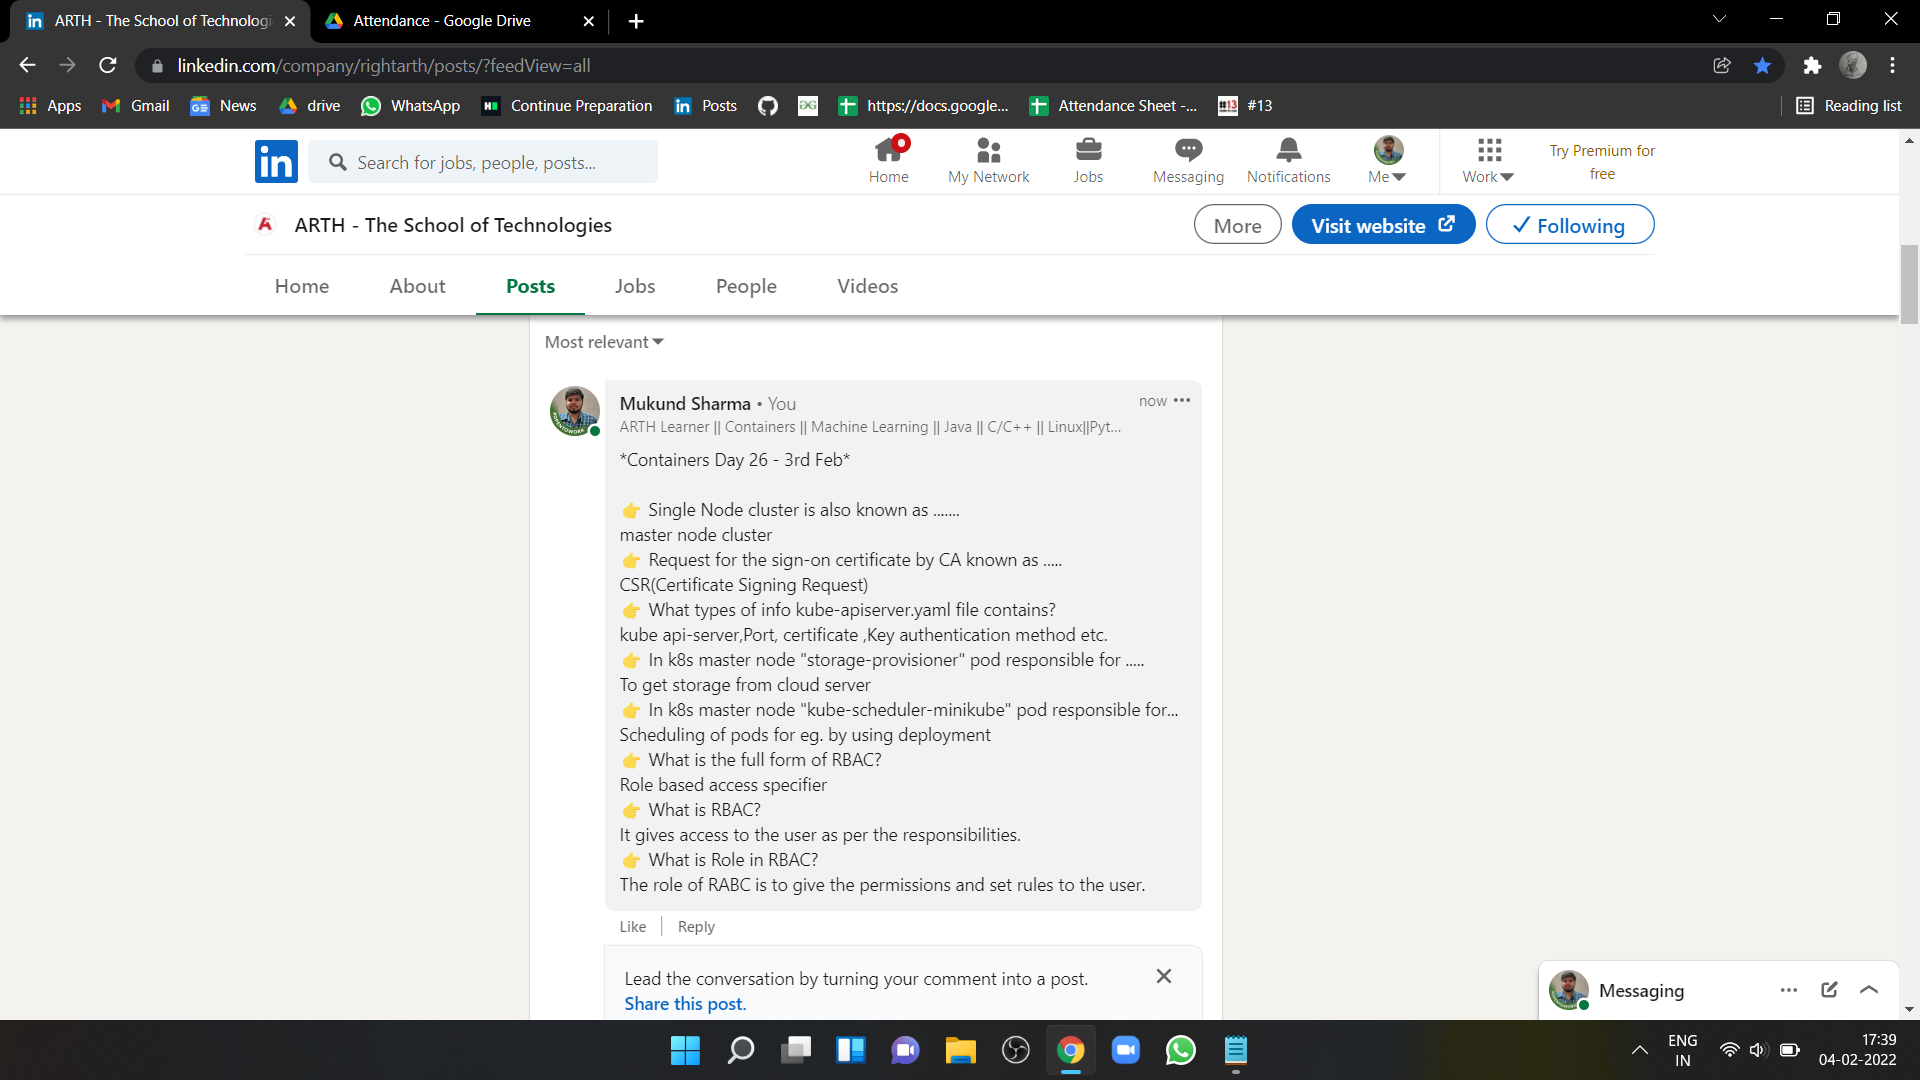 ARTH - The School of Technologi
Attendance - Google Drive
linkedin.com/company/rightarth/posts/?feedView=all
Apps
Gmail
News
drive
WhatsApp
Continue Preparation
Posts
https://docs.google...
Attendance Sheet -...
#13
Reading list
in
Search for jobs, people, posts...
Home
My Network
Jobs
Messaging
Notifications
Me
Work
Try Premium for
free
ARTH - The School of Technologies
More
Visit website
Following
Home
About
Posts
Jobs
People
Videos
Most relevant
Mukund Sharma • You
now
ARTH Learner || Containers || Machine Learning || Java || C/C++ || Linux||Pyt...
*Containers Day 26 - 3rd Feb*
👉 Single Node cluster is also known as .......
master node cluster
👉 Request for the sign-on certificate by CA known as .....
CSR(Certificate Signing Request)
👉 What types of info kube-apiserver.yaml file contains?
kube api-server,Port, certificate ,Key authentication method etc.
👉 In k8s master node "storage-provisioner" pod responsible for .....
To get storage from cloud server
👉 In k8s master node "kube-scheduler-minikube" pod responsible for...
Scheduling of pods for eg. by using deployment
👉 What is the full form of RBAC?
Role based access specifier
👉 What is RBAC?
It gives access to the user as per the responsibilities.
👉 What is Role in RBAC?
The role of RABC is to give the permissions and set rules to the user.
Like
Reply
Lead the conversation by turning your comment into a post.
Share this post.
Messaging
ENG
IN
17:39
04-02-2022